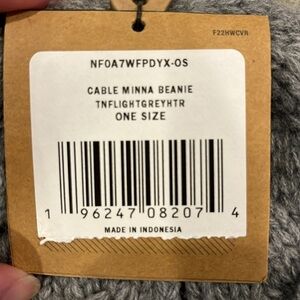 F22HWCVR
NF0A7WFPDYX-OS
CABLE MINNA BEANIE
TNFLIGHTGREYHTR
ONE SIZE
1 96247 08207 4
MADE IN INDONESIA